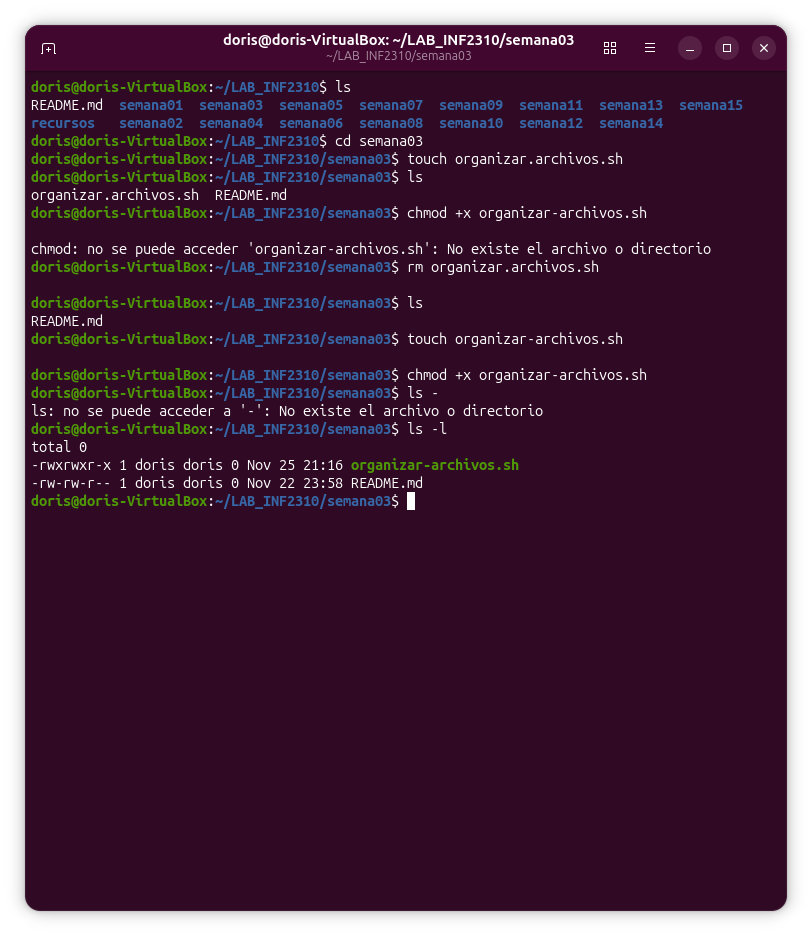 doris@doris-VirtualBox: ~/LAB_INF2310/semana03
~/LAB_INF2310/semana03
doris@doris-VirtualBox:~/LAB_INF2310$ ls
README.md  semana01  semana03  semana05  semana07  semana09  semana11  semana13  semana15
recursos   semana02  semana04  semana06  semana08  semana10  semana12  semana14
doris@doris-VirtualBox:~/LAB_INF2310$ cd semana03
doris@doris-VirtualBox:~/LAB_INF2310/semana03$ touch organizar.archivos.sh
doris@doris-VirtualBox:~/LAB_INF2310/semana03$ ls
organizar.archivos.sh  README.md
doris@doris-VirtualBox:~/LAB_INF2310/semana03$ chmod +x organizar-archivos.sh
chmod: no se puede acceder 'organizar-archivos.sh': No existe el archivo o directorio
doris@doris-VirtualBox:~/LAB_INF2310/semana03$ rm organizar.archivos.sh
doris@doris-VirtualBox:~/LAB_INF2310/semana03$ ls
README.md
doris@doris-VirtualBox:~/LAB_INF2310/semana03$ touch organizar-archivos.sh
doris@doris-VirtualBox:~/LAB_INF2310/semana03$ chmod +x organizar-archivos.sh
doris@doris-VirtualBox:~/LAB_INF2310/semana03$ ls -
ls: no se puede acceder a '-': No existe el archivo o directorio
doris@doris-VirtualBox:~/LAB_INF2310/semana03$ ls -l
total 0
-rwxrwxr-x 1 doris doris 0 Nov 25 21:16 organizar-archivos.sh
-rw-rw-r-- 1 doris doris 0 Nov 22 23:58 README.md
doris@doris-VirtualBox:~/LAB_INF2310/semana03$